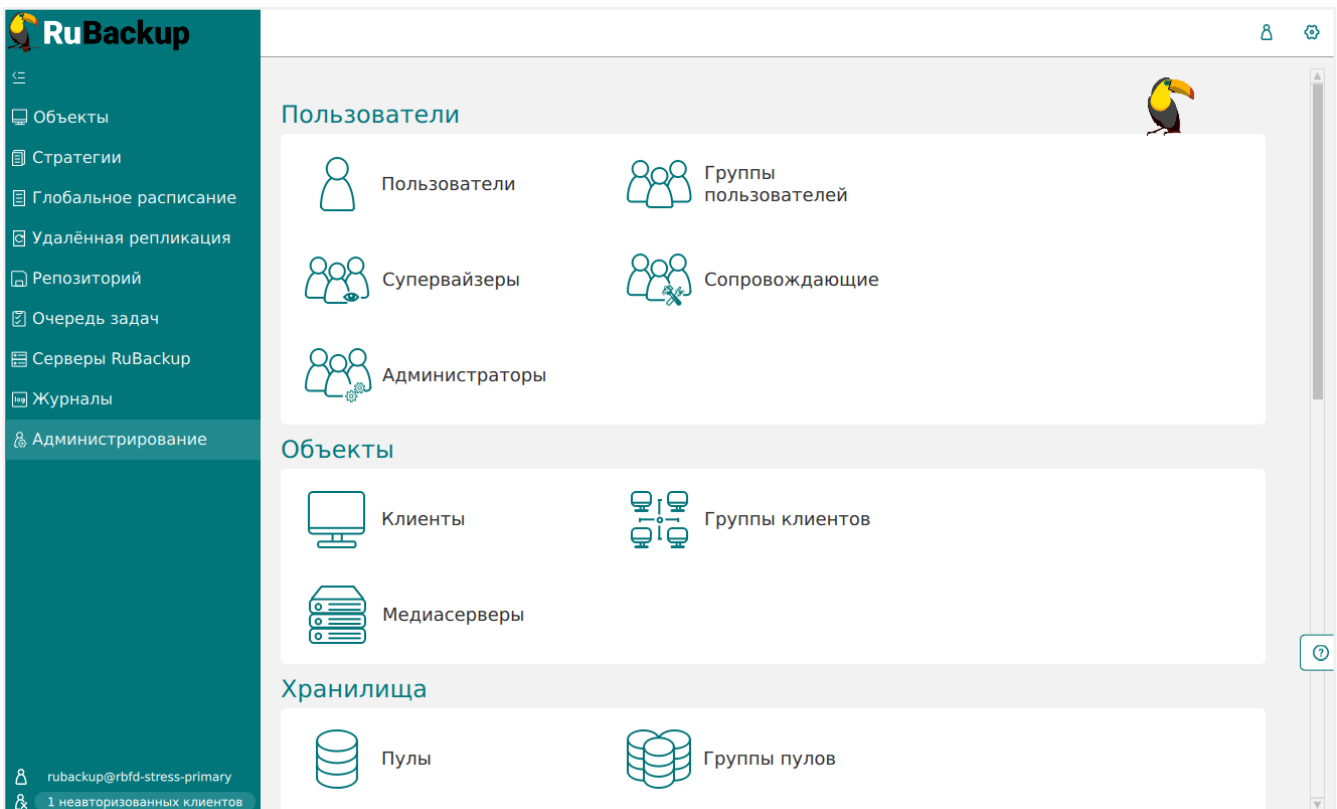 RuBackup
Объекты
Стратегии
Глобальное расписание
Удалённая репликация
Репозиторий
Очередь задач
Серверы RuBackup
log
Журналы
Администрирование
rubackup@rbfd-stress-primary
1 неавторизованных клиентов
Пользователи
Пользователи
Группы
пользователей
Супервайзеры
Сопровождающие
Администраторы
Объекты
Клиенты
Группы клиентов
Медиасерверы
Хранилища
Пулы
Группы пулов
?